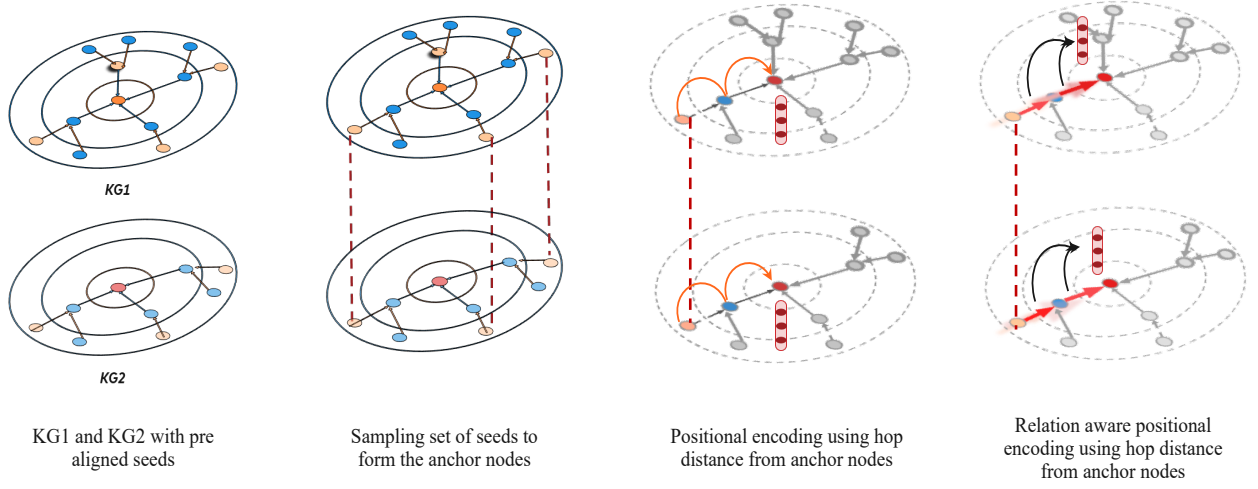 KG1
KG2
KG1 and KG2 with pre
aligned seeds
Sampling set of seeds to
form the anchor nodes
Positional encoding using hop
distance from anchor nodes
Relation aware positional
encoding using hop distance
from anchor nodes